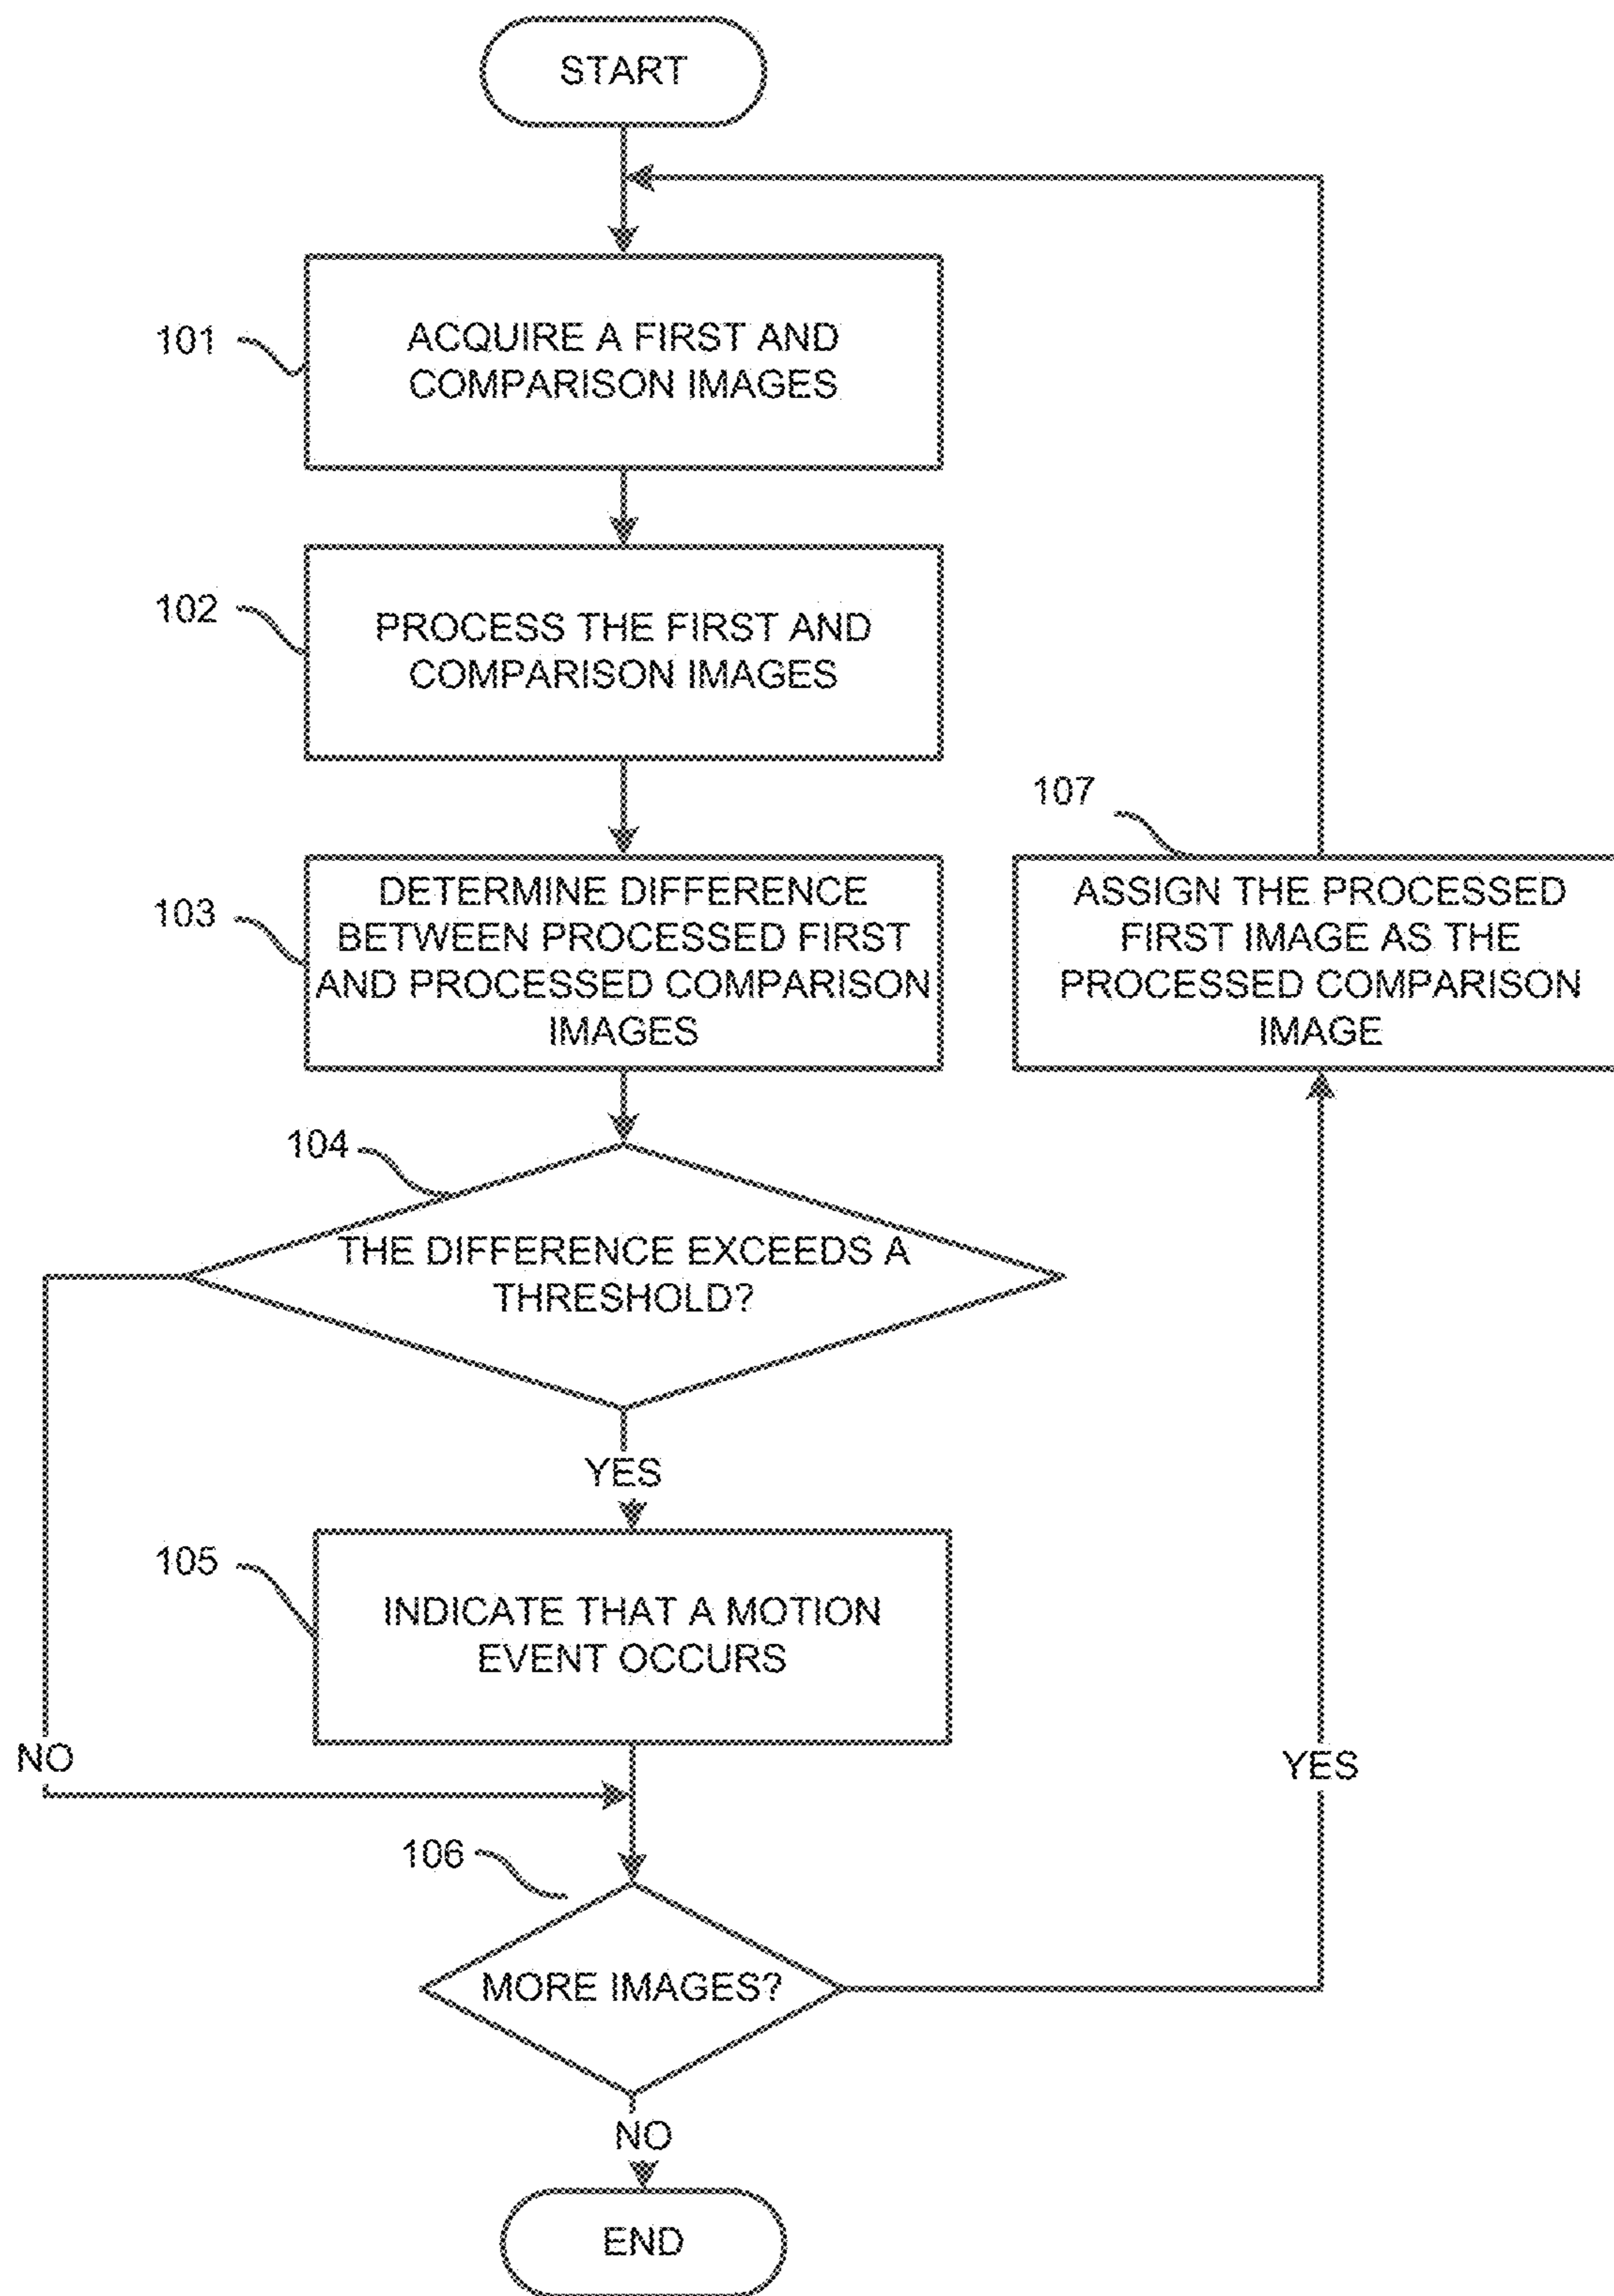 START
101
ACQUIRE A FIRST AND
COMPARISON IMAGES
102
PROCESS THE FIRST AND
COMPARISON IMAGES
103
DETERMINE DIFFERENCE
BETWEEN PROCESSED FIRST
AND PROCESSED COMPARISON
IMAGES
107
ASSIGN THE PROCESSED
FIRST IMAGE AS THE
PROCESSED COMPARISON
IMAGE
104
THE DIFFERENCE EXCEEDS A
THRESHOLD?
YES
105
INDICATE THAT A MOTION
EVENT OCCURS
NO
YES
106
MORE IMAGES?
NO
END